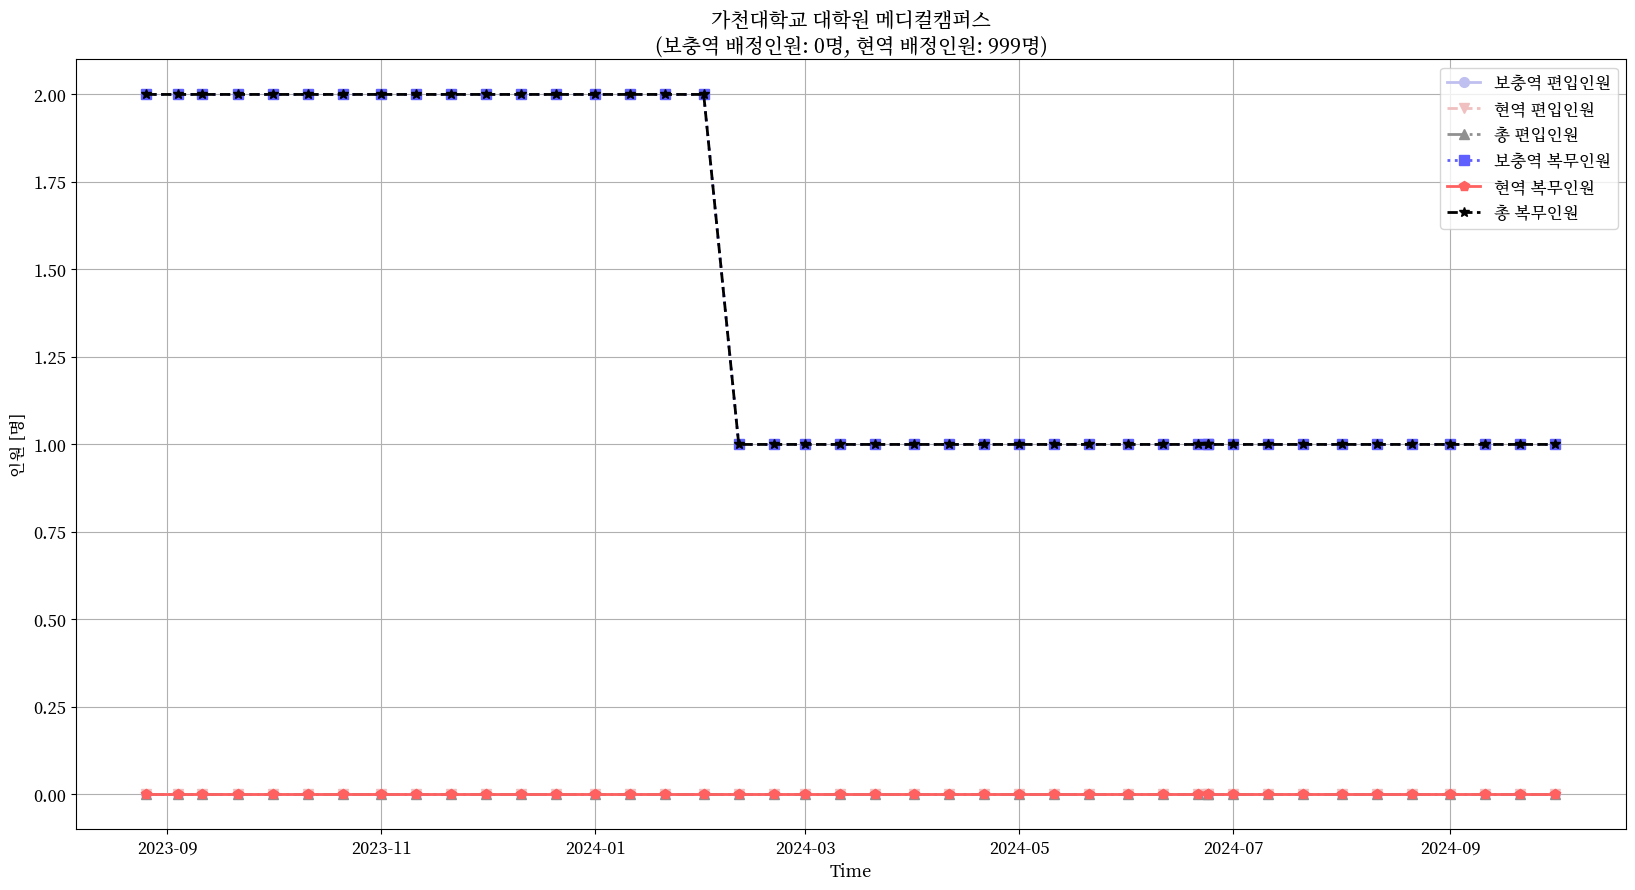 가천대학교 대학원 메디컬캠퍼스
(보충역 배정인원: 0명, 현역 배정인원: 999명)
보충역 편입인원
현역 편입인원
총 편입인원
보충역 복무인원
현역 복무인원
총 복무인원
인원 [명]
2.00
1.75
1.50
1.25
1.00
0.75
0.50
0.25
0.00
2023-09 2023-11 2024-01 2024-03 2024-05 2024-07 2024-09
Time